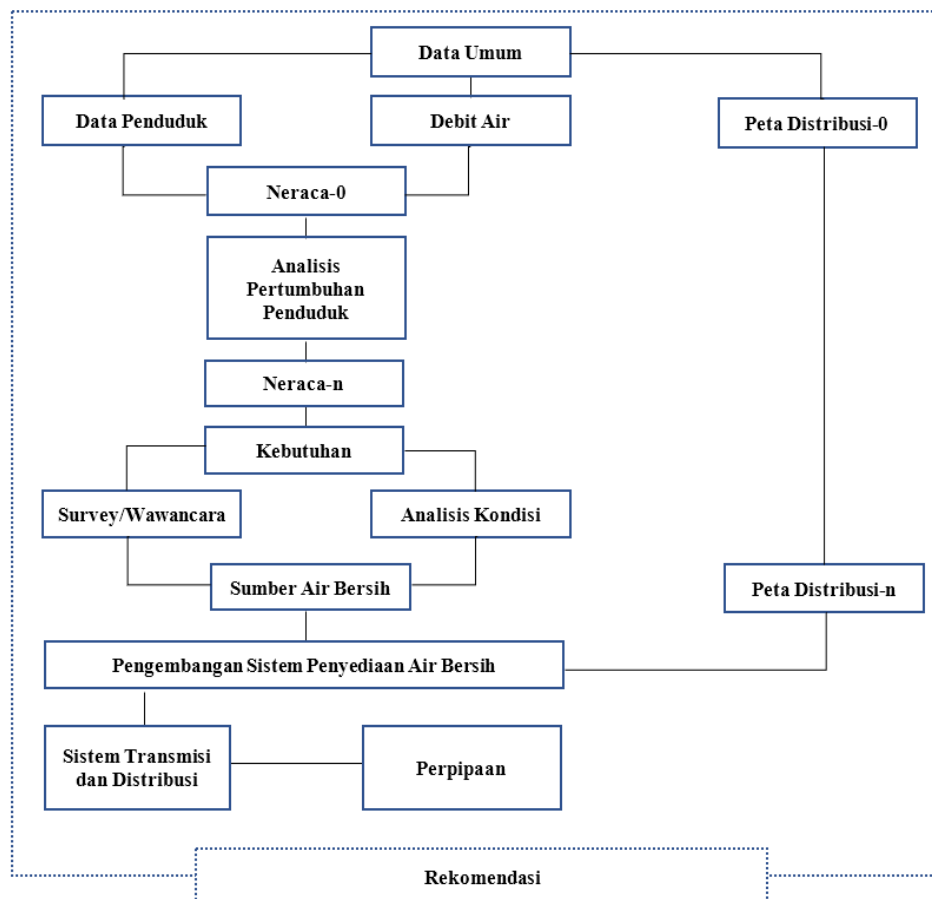 Data Umum
Data Penduduk
Debit Air
Peta Distribusi-0
Neraca-0
Analisis
Pertumbuhan
Penduduk
Neraca-n
Kebutuhan
Survey/Wawancara
Analisis Kondisi
Sumber Air Bersih
Peta Distribusi-n
Pengembangan Sistem Penyediaan Air Bersih
Sistem Transmisi
dan Distribusi
Perpipaan
Rekomendasi